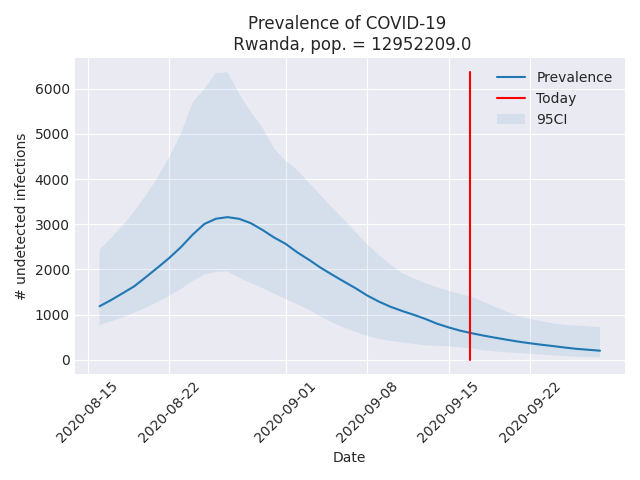 Prevalence of COVID-19
Rwanda, pop. = 12952209.0
Prevalence
Today
95CI
# undetected infections
6000
5000
4000
3000
2000
1000
0
2020-08-15
2020-08-22
2020-09-01
2020-09-08
2020-09-15
2020-09-22
Date